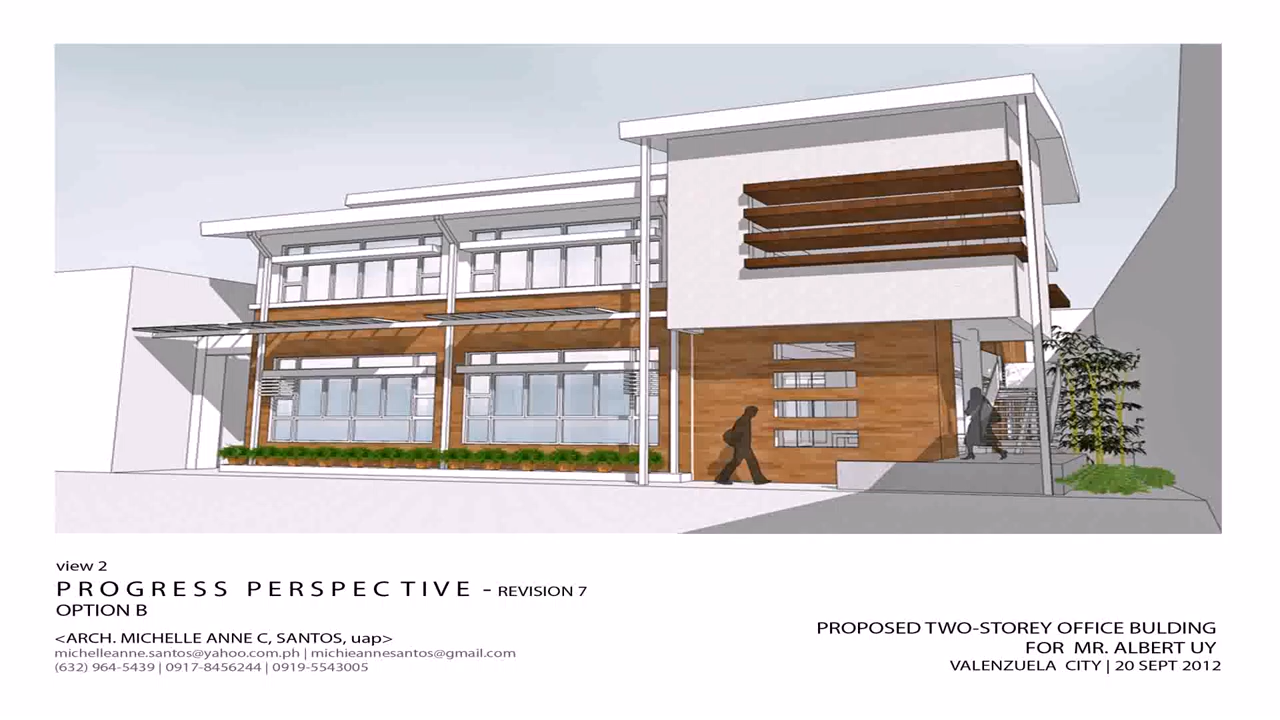 view 2
PROGRESS PERSPECTIVE - REVISION 7
OPTION B
<ARCH. MICHELLE ANNE C, SANTOS, uap>
michelleanne.santos@yahoo.com.ph | michieannesantos@gmail.com
(632) 964-5439 | 0917-8456244 | 0919-5543005
PROPOSED TWO-STOREY OFFICE BULDING
FOR MR. ALBERT UY
VALENZUELA CITY | 20 SEPT 2012